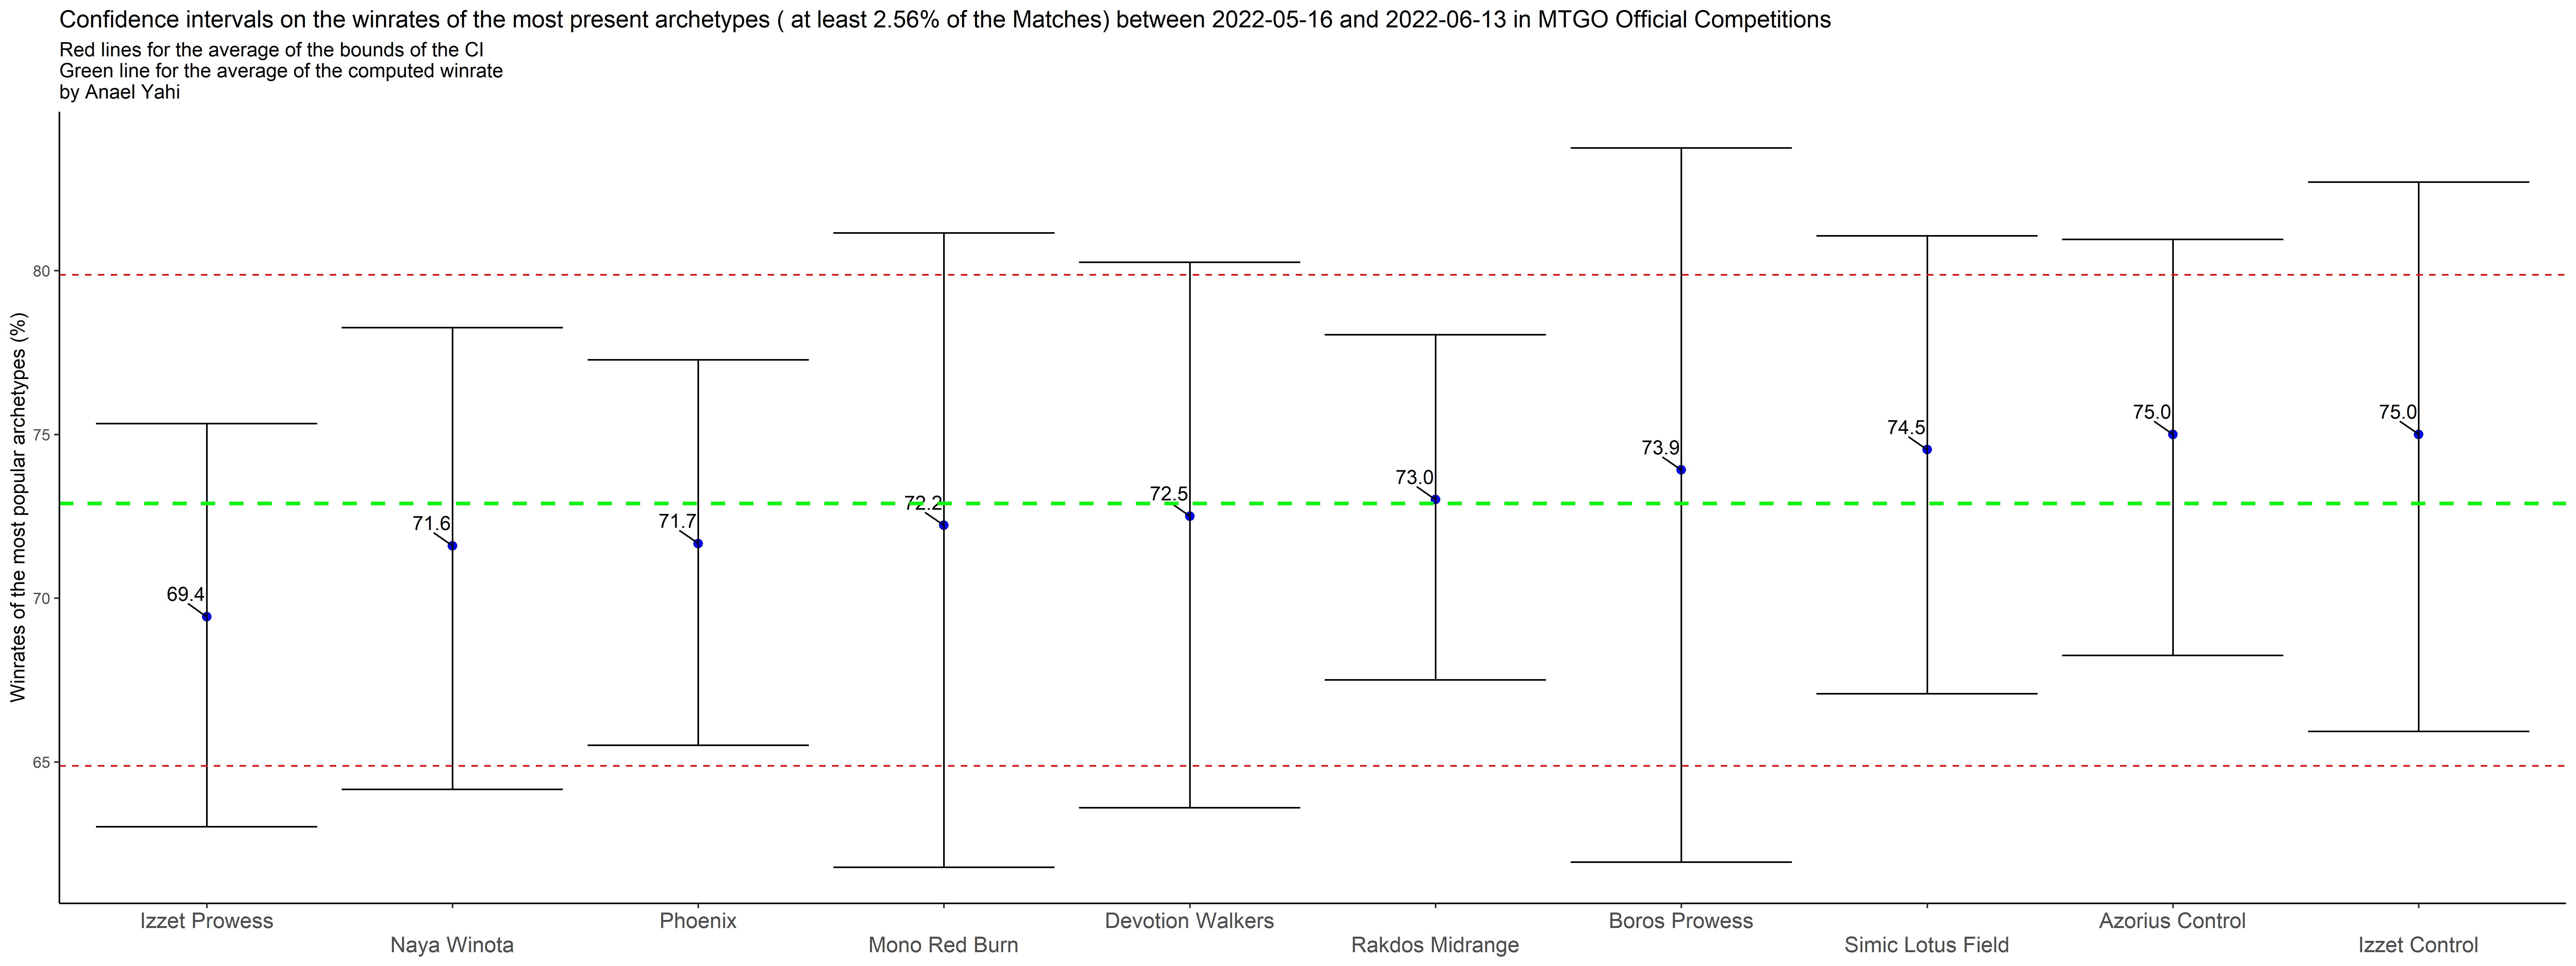 Confidence intervals on the winrates of the most present archetypes ( at least 2.56% of the Matches) between 2022-05-16 and 2022-06-13 in MTGO Official Competitions
Red lines for the average of the bounds of the CI
Green line for the average of the computed winrate
by Anael Yahi
Winrates of the most popular archetypes (%)
80
75
70
65
69.4
71.6
71.7
72.2
72.5
73.0
73.9
74.5
75.0
75.0
Izzet Prowess
Naya Winota
Phoenix
Mono Red Burn
Devotion Walkers
Rakdos Midrange
Boros Prowess
Simic Lotus Field
Azorius Control
Izzet Control